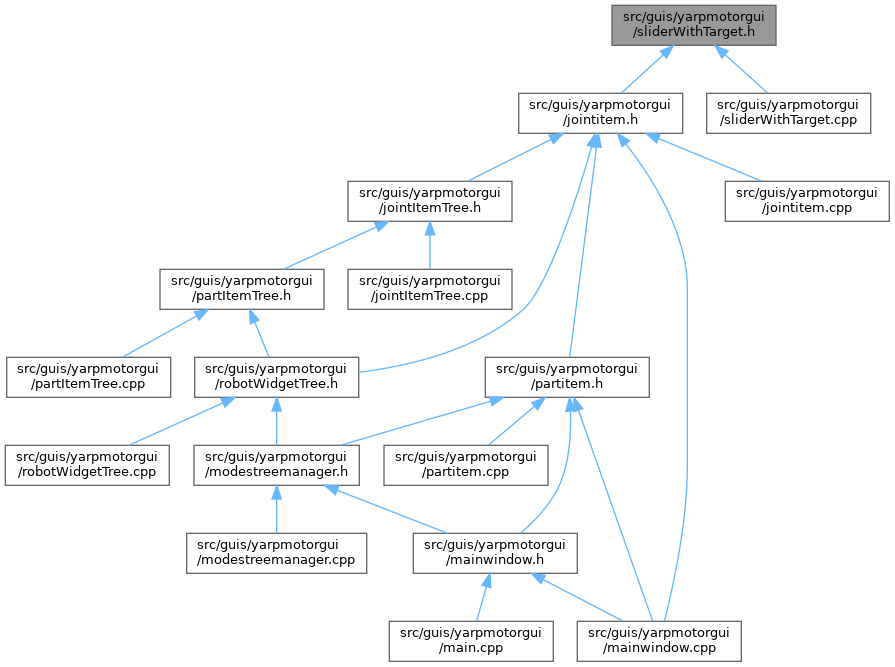 src/guis/yarpmotorgui
/sliderWithTarget.h
src/guis/yarpmotorgui
/jointitem.h
src/guis/yarpmotorgui
/sliderWithTarget.cpp
src/guis/yarpmotorgui
/jointItemTree.h
src/guis/yarpmotorgui
/jointitem.cpp
src/guis/yarpmotorgui
/partItemTree.h
src/guis/yarpmotorgui
/jointItemTree.cpp
src/guis/yarpmotorgui
/partItemTree.cpp
src/guis/yarpmotorgui
/robotWidgetTree.h
src/guis/yarpmotorgui
/partitem.h
src/guis/yarpmotorgui
/robotWidgetTree.cpp
src/guis/yarpmotorgui
/modestreemanager.h
src/guis/yarpmotorgui
/partitem.cpp
src/guis/yarpmotorgui
/modestreemanager.cpp
src/guis/yarpmotorgui
/mainwindow.h
src/guis/yarpmotorgui
/main.cpp
src/guis/yarpmotorgui
/mainwindow.cpp